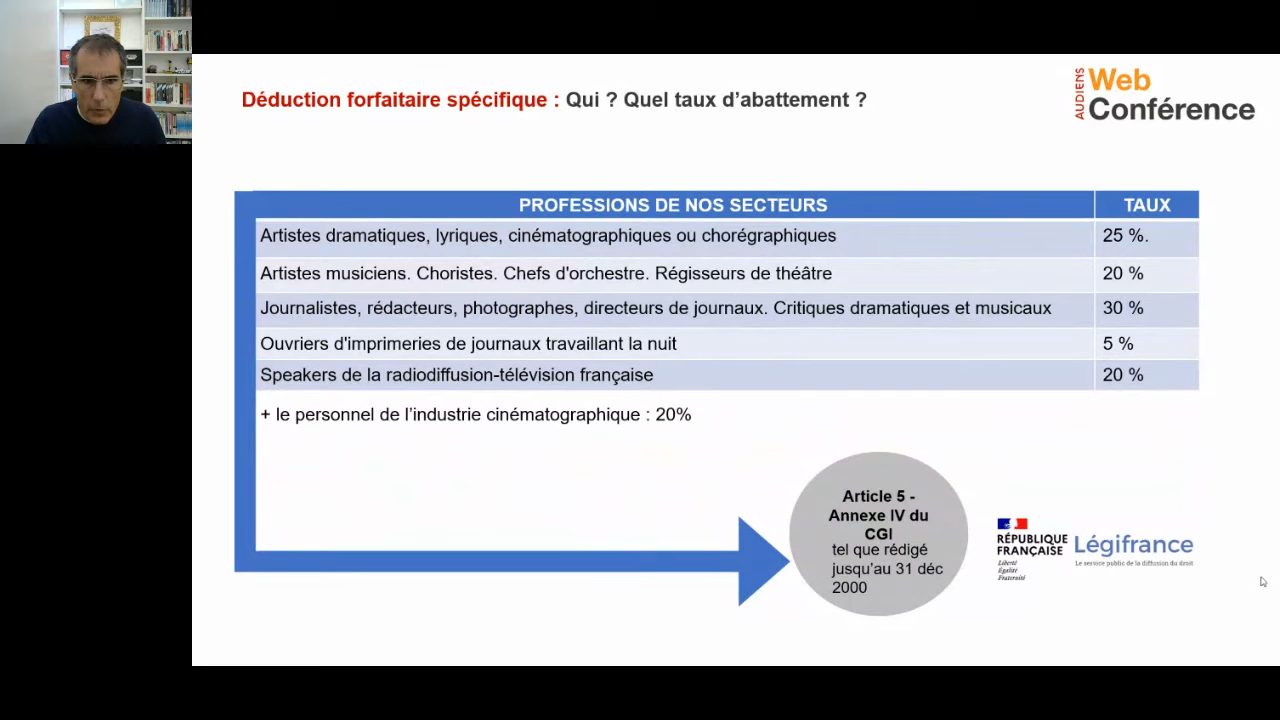 Déduction forfaitaire spécifique : Qui ? Quel taux d’abattement ?
AUDIENS
Web
Conférence
PROFESSIONS DE NOS SECTEURS TAUX
Artistes dramatiques, lyriques, cinématographiques ou chorégraphiques 25 %.
Artistes musiciens. Choristes. Chefs d'orchestre. Régisseurs de théâtre 20 %
Journalistes, rédacteurs, photographes, directeurs de journaux. Critiques dramatiques et musicaux 30 %
Ouvriers d'imprimeries de journaux travaillant la nuit 5 %
Speakers de la radiodiffusion-télévision française 20 %
+ le personnel de l’industrie cinématographique : 20%
Article 5 -
Annexe IV du
CGI
tel que rédigé
jusqu’au 31 déc
2000
RÉPUBLIQUE
FRANÇAISE
Liberté
Égalité
Fraternité
Légifrance
Le service public de la diffusion du droit